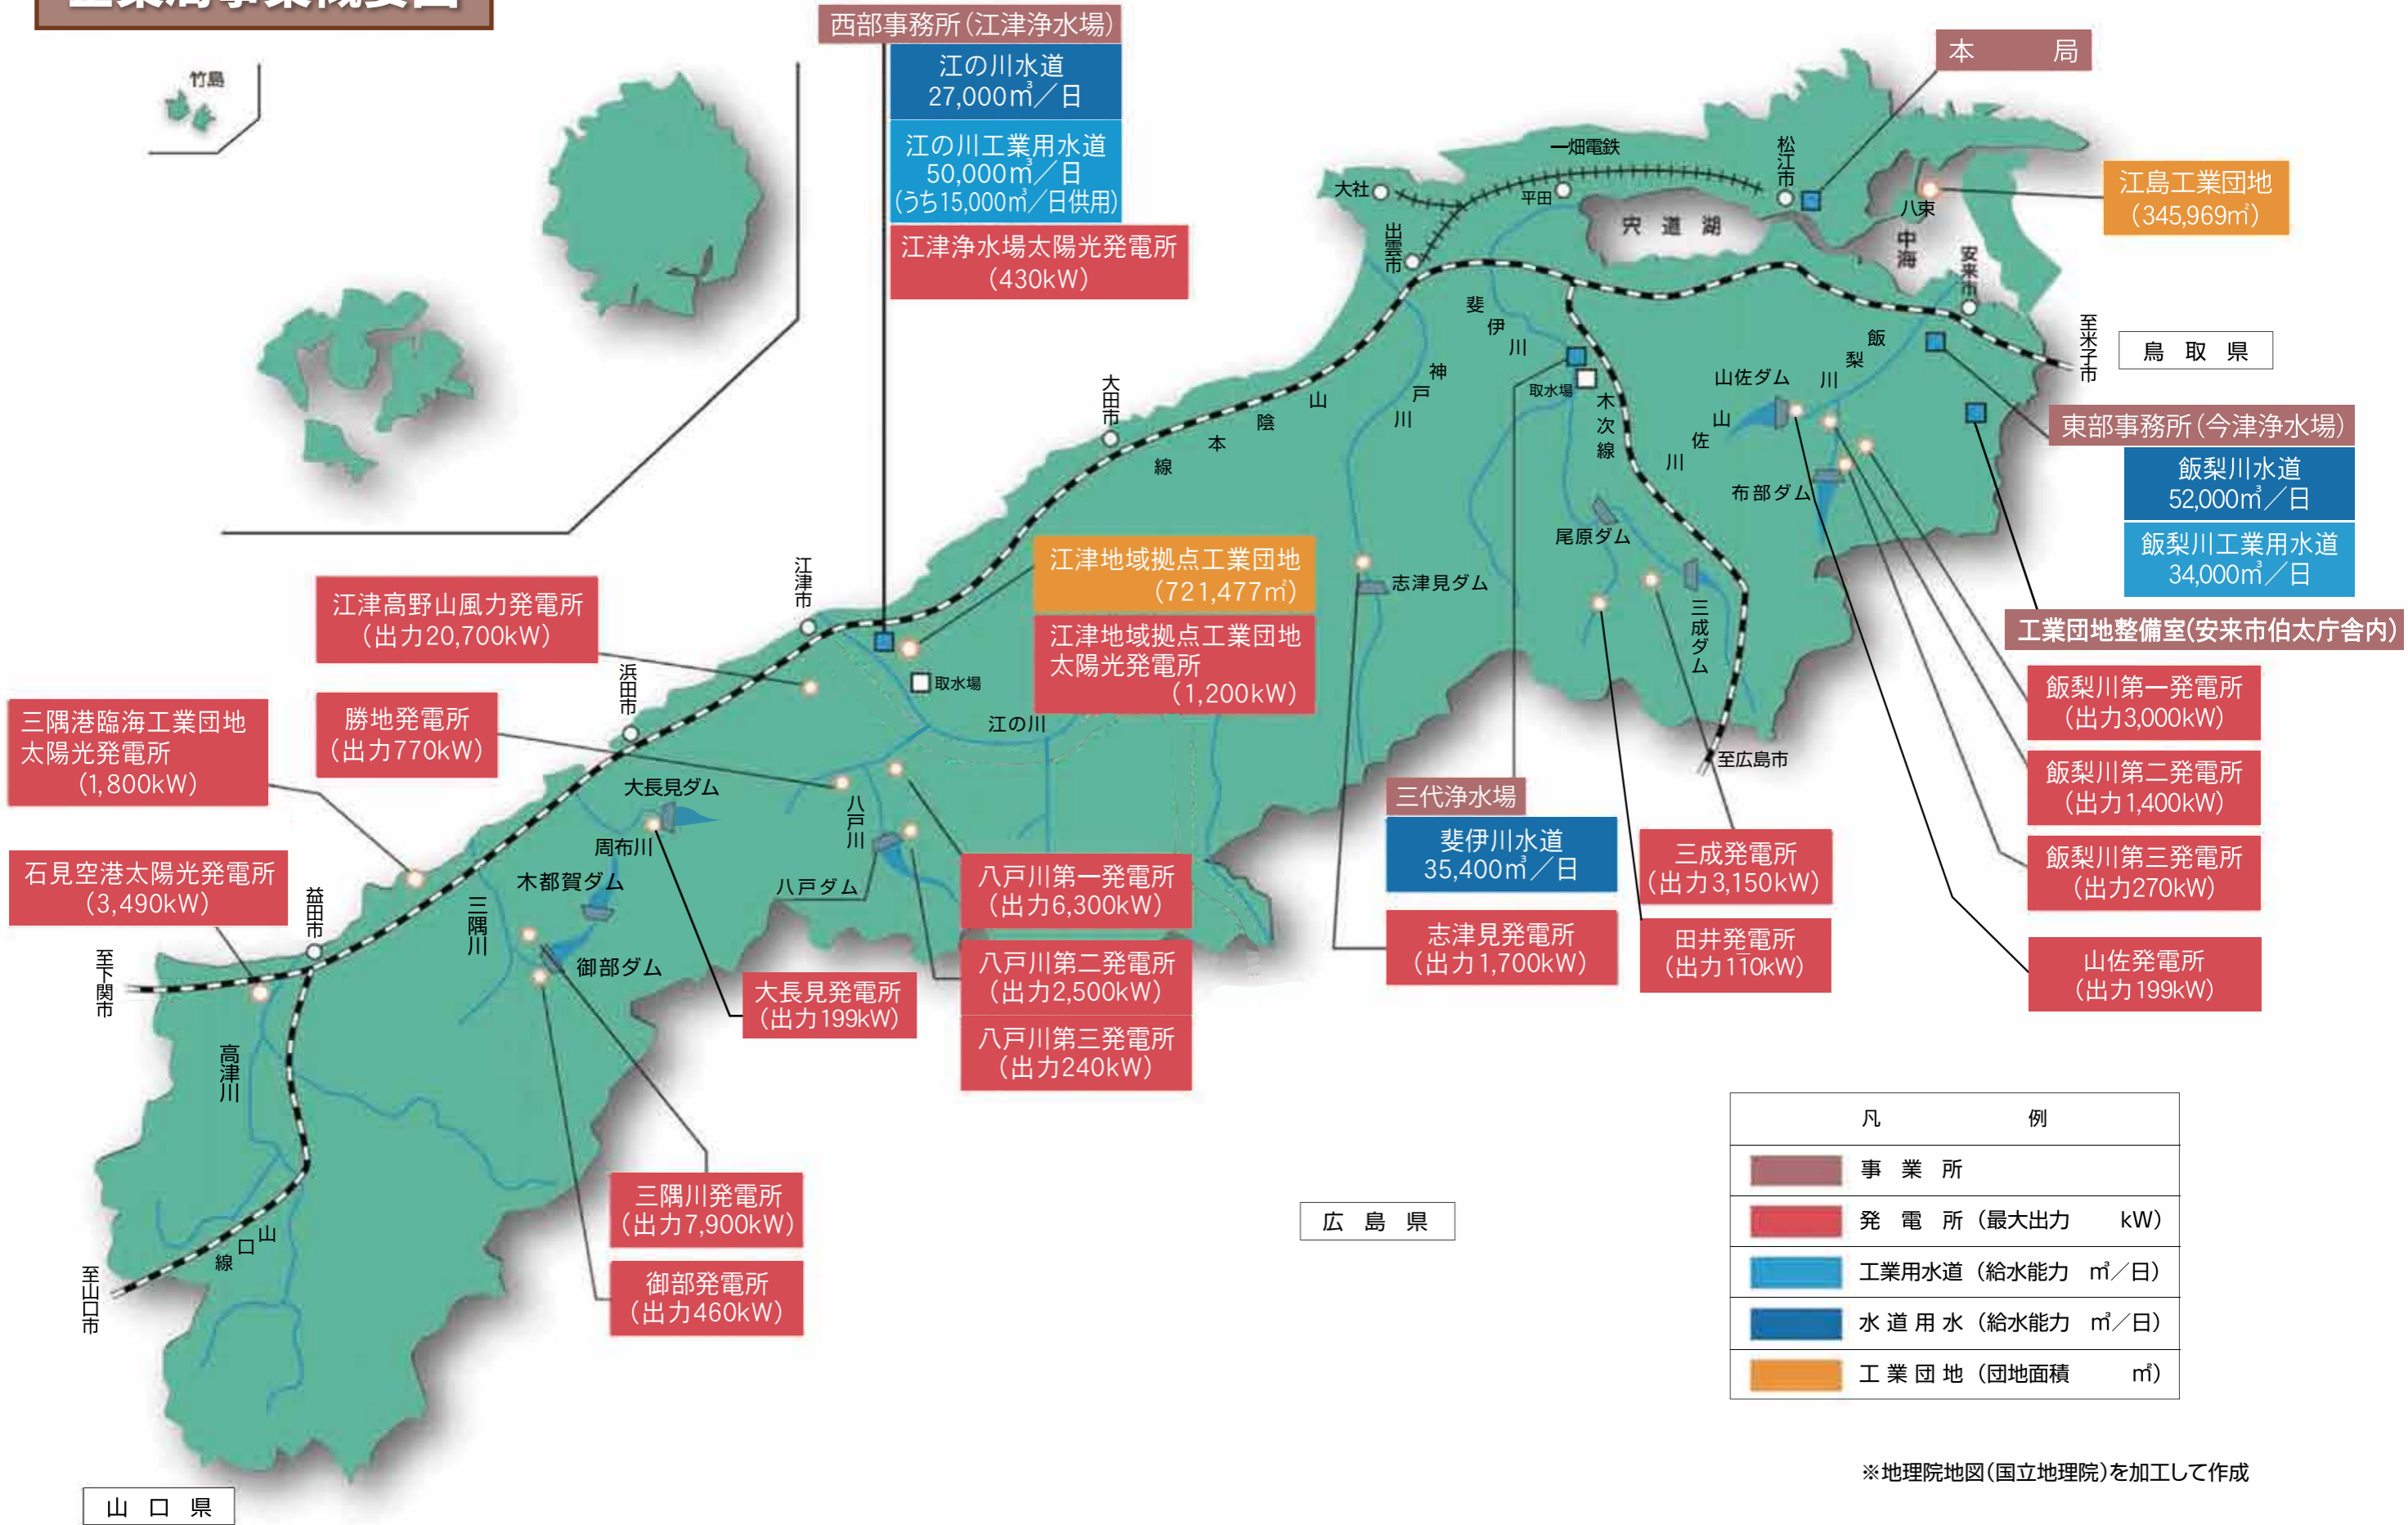 企業局事業概要図
竹島
西部事務所(江津浄水場)
江の川水道
27,000㎥／日
江の川工業用水道
50,000㎥／日
(うち15,000㎥／日供用)
江津浄水場太陽光発電所
(430kW)
本　局
江島工業団地
(345,969㎡)
一畑電鉄
松江市
大社
平田
八束
宍道湖
中海
出雲市
安来市
至米子市
鳥取県
斐伊川
神戸川
取水場
木次線
飯梨川
山佐ダム
山佐川
布部ダム
東部事務所(今津浄水場)
飯梨川水道
52,000㎥／日
飯梨川工業用水道
34,000㎥／日
工業団地整備室(安来市伯太庁舎内)
大田市
山陰本線
尾原ダム
三成ダム
志津見ダム
江津市
江津地域拠点工業団地
(721,477㎡)
江津地域拠点工業団地
太陽光発電所
(1,200kW)
江津高野山風力発電所
(出力20,700kW)
取水場
江の川
浜田市
勝地発電所
(出力770kW)
三隅港臨海工業団地
太陽光発電所
(1,800kW)
石見空港太陽光発電所
(3,490kW)
飯梨川第一発電所
(出力3,000kW)
飯梨川第二発電所
(出力1,400kW)
飯梨川第三発電所
(出力270kW)
山佐発電所
(出力199kW)
至広島市
三代浄水場
斐伊川水道
35,400㎥／日
三成発電所
(出力3,150kW)
志津見発電所
(出力1,700kW)
田井発電所
(出力110kW)
大長見ダム
周布川
八戸川
八戸ダム
木都賀ダム
三隅川
御部ダム
益田市
至下関市
高津川
八戸川第一発電所
(出力6,300kW)
八戸川第二発電所
(出力2,500kW)
八戸川第三発電所
(出力240kW)
大長見発電所
(出力199kW)
三隅川発電所
(出力7,900kW)
御部発電所
(出力460kW)
山口線
至山口市
山口県
広島県
凡　例
事業所
発電所(最大出力　kW)
工業用水道(給水能力　㎥／日)
水道用水(給水能力　㎥／日)
工業団地(団地面積　㎡)
※地理院地図(国立地理院)を加工して作成